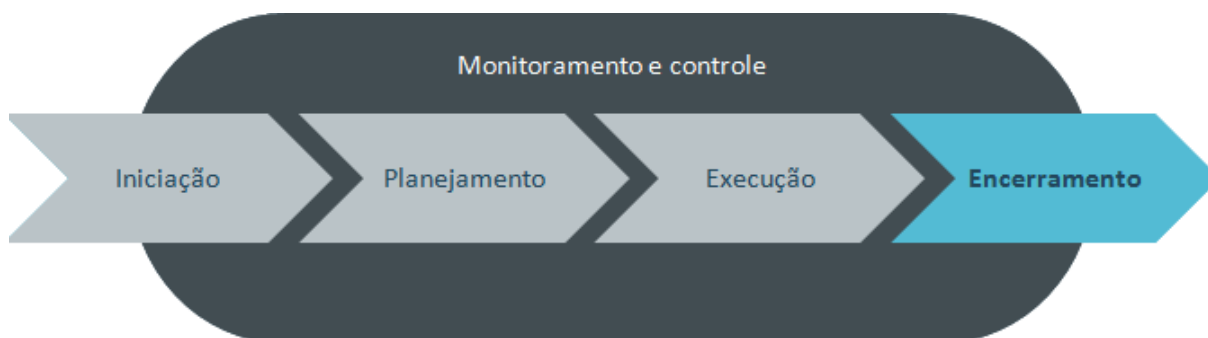 Monitoramento e controle
Iniciação
Planejamento
Execução
Encerramento